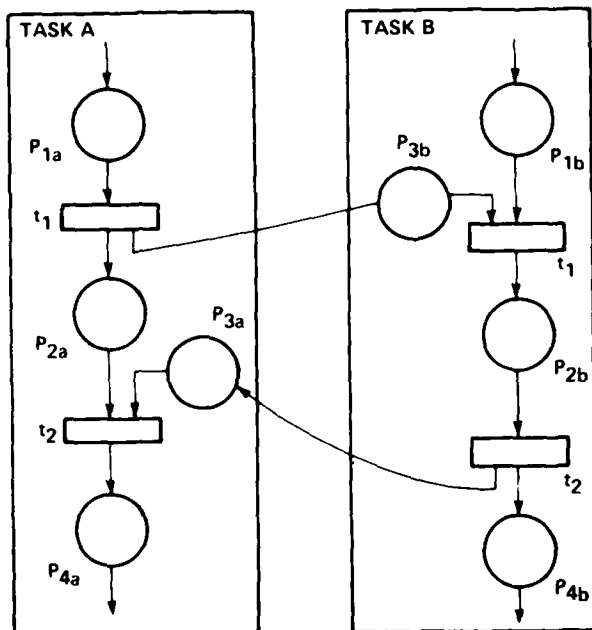 TASK A
P1a
t1
P2a
P3a
t2
P4a
TASK B
P1b
P3b
t1
P2b
t2
P4b